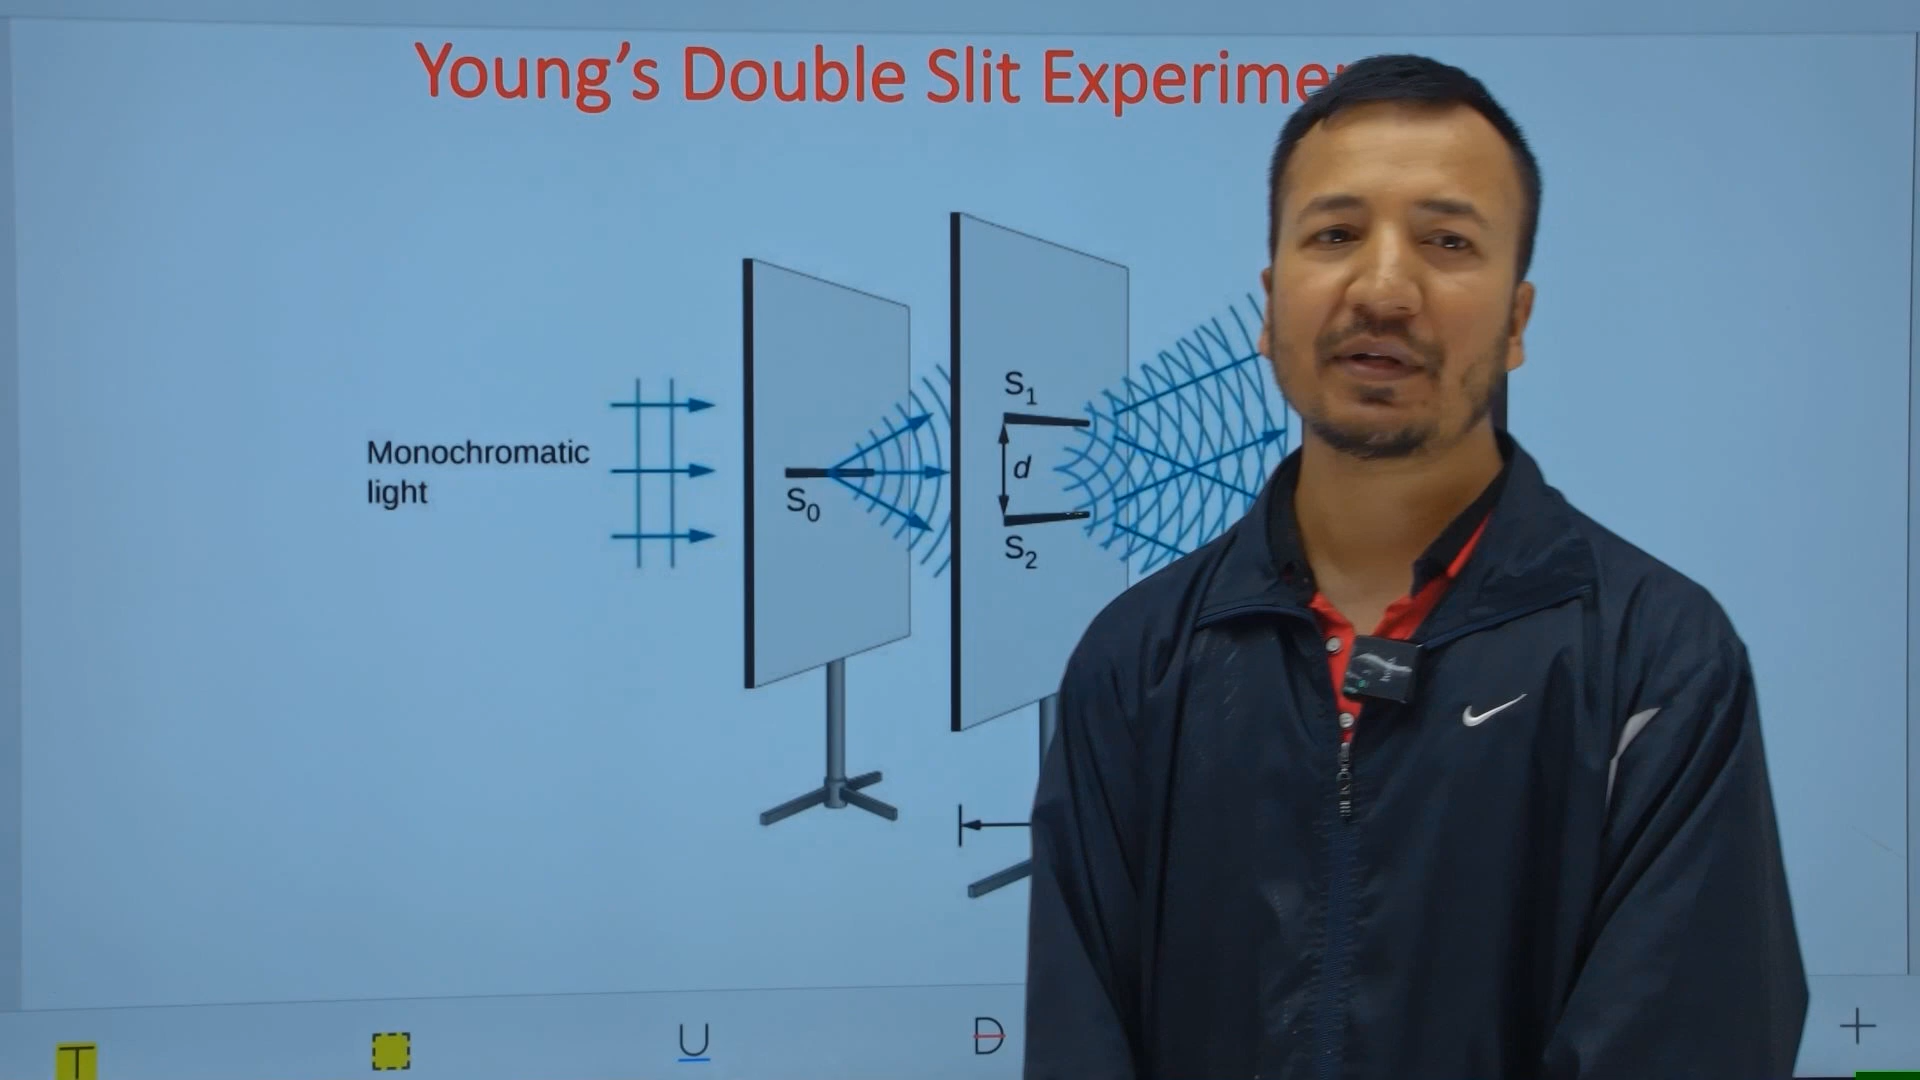 Young's Double Slit Experime
Monochromatic
light
S0
S1
d
S2
T
U
D